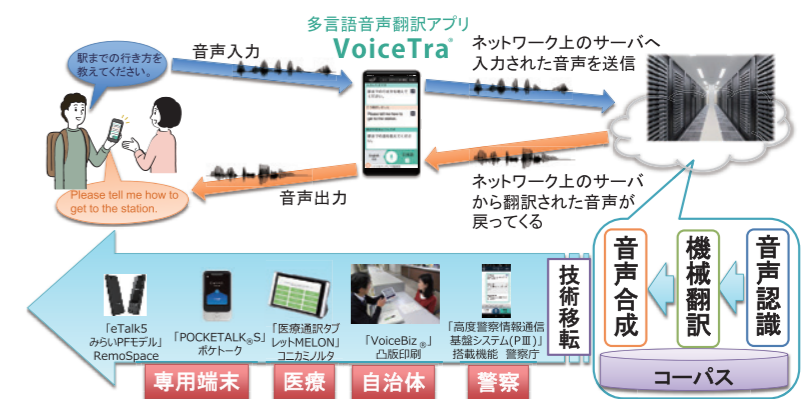 多言語音声翻訳アプリ
VoiceTra®
駅までの行き方を
教えてください。
音声入力
ネットワーク上のサーバへ
入力された音声を送信
Please tell me how to
get to the station.
音声出力
ネットワーク上のサーバ
から翻訳された音声が
戻ってくる
音声合成
機械翻訳
音声認識
コーパス
技術移転
「eTalk5
みらいPFモデル」
RemoSpace
「POCKETALK®S」
ポケトーク
「医療通訳タブ
レットMELON」
コニカミノルタ
「VoiceBiz ®」
凸版印刷
「高度警察情報通信
基盤システム(PⅢ)」
搭載機能 警察庁
専用端末
医療
自治体
警察